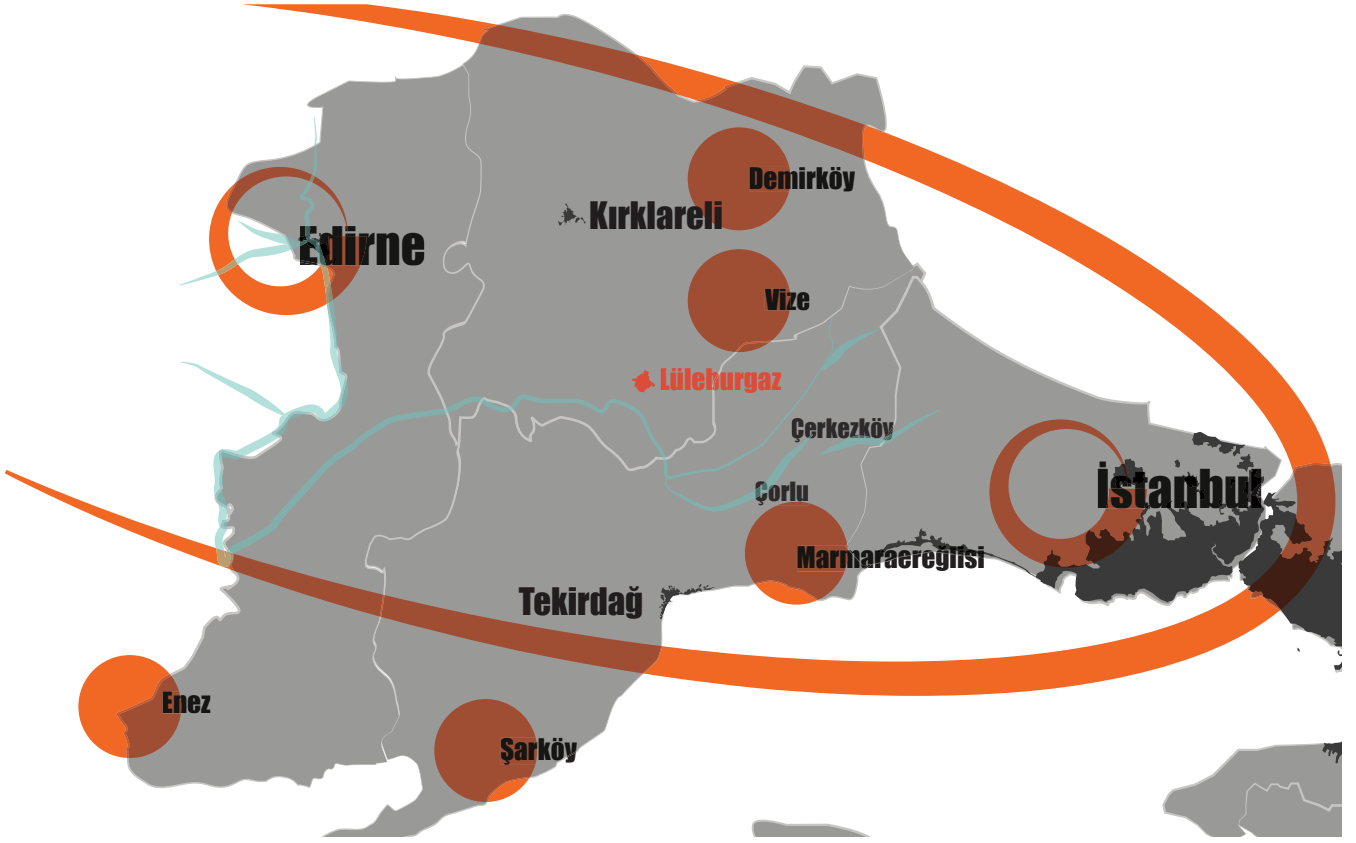 Demirköy
Kırklareli
Edirne
Vize
Lüleburgaz
Çerkezköy
İstanbul
Çorlu
Marmaraereğlisi
Tekirdağ
Enez
Şarköy